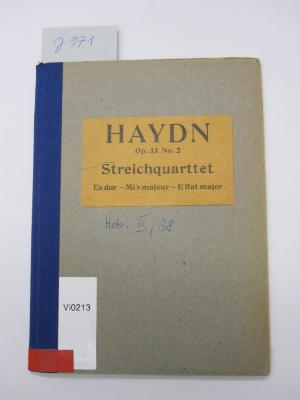 J 971
HAYDN
Op. 33 No. 2
Streichquarttet
Es dur – Mi♭ majeur – E flat major
Hob. III, 38
Vi0213